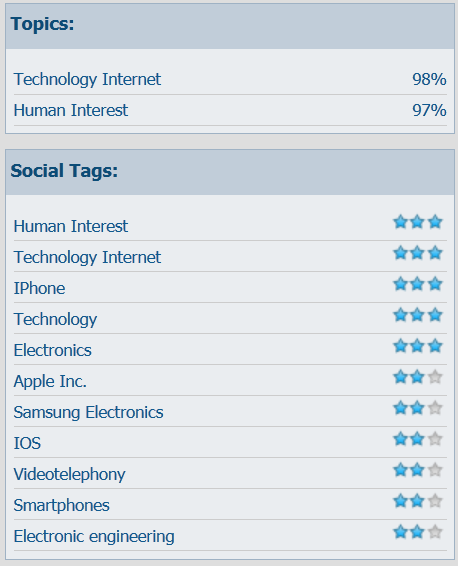 Topics:
Technology Internet 98%
Human Interest 97%
Social Tags:
Human Interest
Technology Internet
IPhone
Technology
Electronics
Apple Inc.
Samsung Electronics
IOS
Videotelephony
Smartphones
Electronic engineering